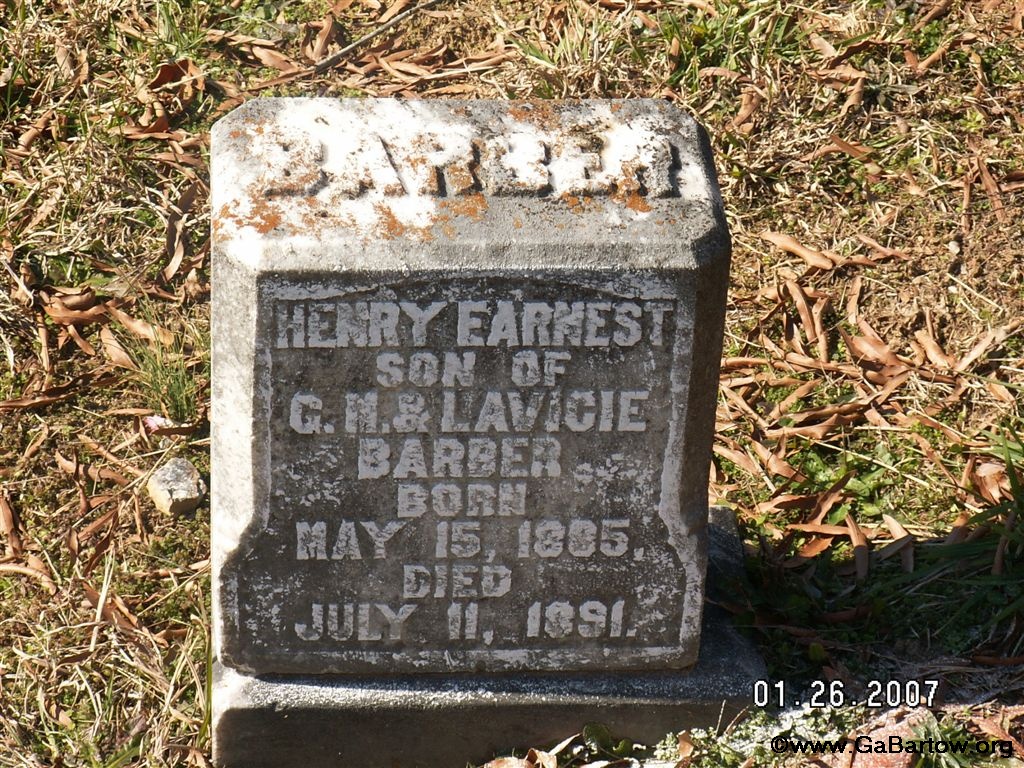 BARBER
HENRY EARNEST
SON OF
G. H. & LAVICIE
BARBER
BORN
MAY 15, 1885,
DIED
JULY 11, 1891.
01.26.2007
©www.GaBartow.org